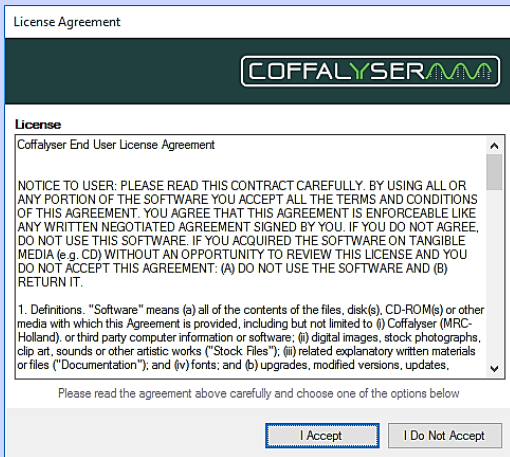 License Agreement
COFFALYSER
License
Coffalyser End User License Agreement
NOTICE TO USER: PLEASE READ THIS CONTRACT CAREFULLY. BY USING ALL OR
ANY PORTION OF THE SOFTWARE YOU ACCEPT ALL THE TERMS AND CONDITIONS
OF THIS AGREEMENT. YOU AGREE THAT THIS AGREEMENT IS ENFORCEABLE LIKE
ANY WRITTEN NEGOTIATED AGREEMENT SIGNED BY YOU. IF YOU DO NOT AGREE,
DO NOT USE THIS SOFTWARE. IF YOU ACQUIRED THE SOFTWARE ON TANGIBLE
MEDIA (e.g. CD) WITHOUT AN OPPORTUNITY TO REVIEW THIS LICENSE AND YOU
DO NOT ACCEPT THIS AGREEMENT: (A) DO NOT USE THE SOFTWARE AND (B)
RETURN IT.
1. Definitions. "Software" means (a) all of the contents of the files, disk(s), CD-ROM(s) or other
media with which this Agreement is provided, including but not limited to (i) Coffalyser (MRC-
Holland). or third party computer information or software; (ii) digital images, stock photographs,
clip art, sounds or other artistic works ("Stock Files"); (iii) related explanatory written materials
or files ("Documentation"); and (iv) fonts; and (b) upgrades, modified versions, updates,
Please read the agreement above carefully and choose one of the options below
I Accept
I Do Not Accept